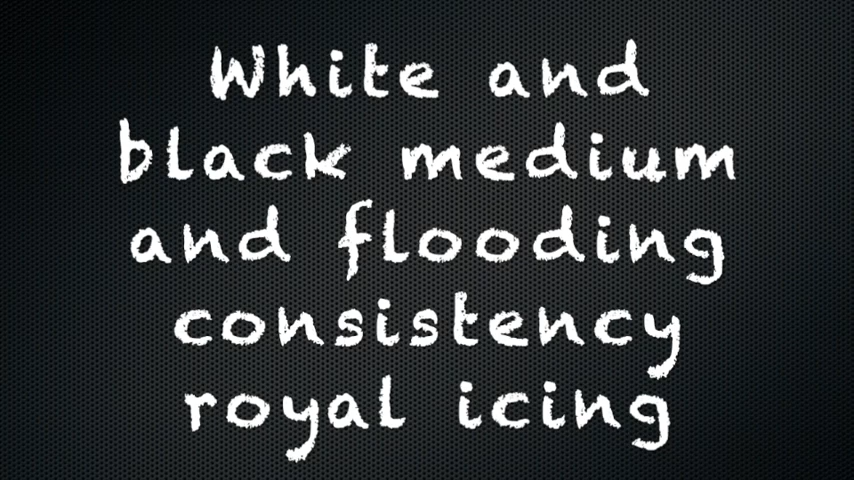 White and
black medium
and flooding
consistency
royal icing